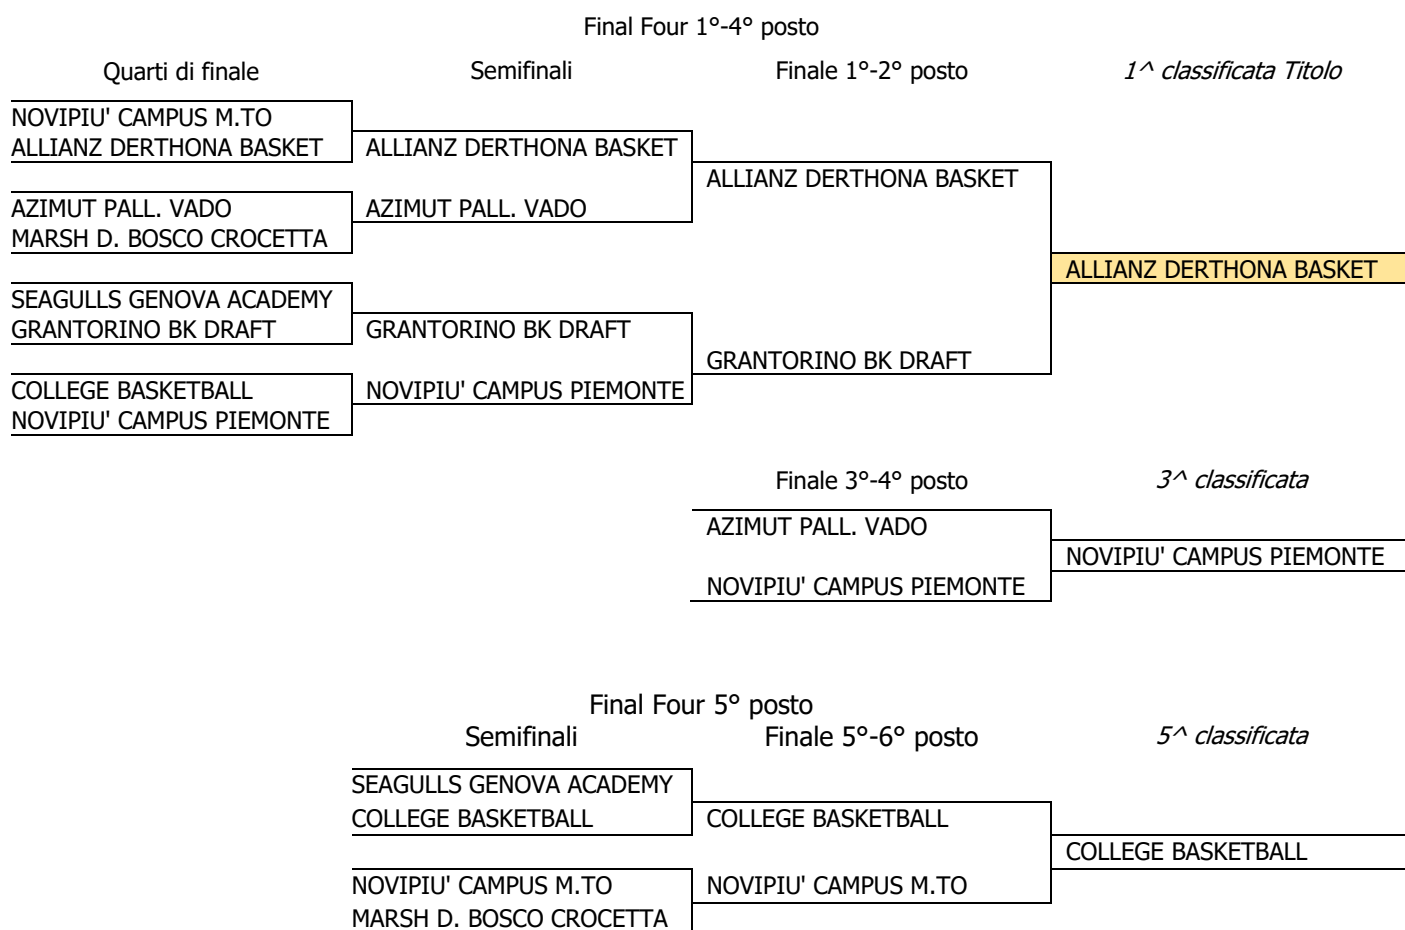 Final Four 1°-4° posto
Quarti di finale
Semifinali
Finale 1°-2° posto
1^ classificata Titolo
NOVIPIU' CAMPUS M.TO
ALLIANZ DERTHONA BASKET
ALLIANZ DERTHONA BASKET
ALLIANZ DERTHONA BASKET
AZIMUT PALL. VADO
AZIMUT PALL. VADO
MARSH D. BOSCO CROCETTA
ALLIANZ DERTHONA BASKET
SEAGULLS GENOVA ACADEMY
GRANTORINO BK DRAFT
GRANTORINO BK DRAFT
GRANTORINO BK DRAFT
COLLEGE BASKETBALL
NOVIPIU' CAMPUS PIEMONTE
NOVIPIU' CAMPUS PIEMONTE
Finale 3°-4° posto
3^ classificata
AZIMUT PALL. VADO
NOVIPIU' CAMPUS PIEMONTE
NOVIPIU' CAMPUS PIEMONTE
Final Four 5° posto
Semifinali
Finale 5°-6° posto
5^ classificata
SEAGULLS GENOVA ACADEMY
COLLEGE BASKETBALL
COLLEGE BASKETBALL
COLLEGE BASKETBALL
NOVIPIU' CAMPUS M.TO
NOVIPIU' CAMPUS M.TO
MARSH D. BOSCO CROCETTA